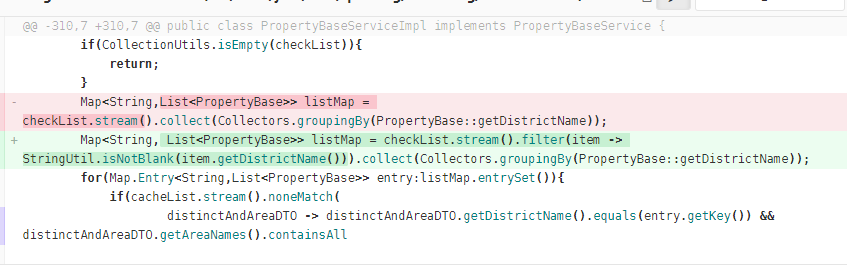 @@ -310,7 +310,7 @@ public class PropertyBaseServiceImpl implements PropertyBaseService {
if(CollectionUtils.isEmpty(checkList)){
return;
}
- Map<String,List<PropertyBase>> listMap =
checkList.stream().collect(Collectors.groupingBy(PropertyBase::getDistrictName));
+ Map<String, List<PropertyBase>> listMap = checkList.stream().filter(item ->
StringUtil.isNotBlank(item.getDistrictName())).collect(Collectors.groupingBy(PropertyBase::getDistrictName));
for(Map.Entry<String,List<PropertyBase>> entry:listMap.entrySet()){
if(cacheList.stream().noneMatch(
distinctAndAreaDTO -> distinctAndAreaDTO.getDistrictName().equals(entry.getKey()) &&
distinctAndAreaDTO.getAreaNames().containsAll